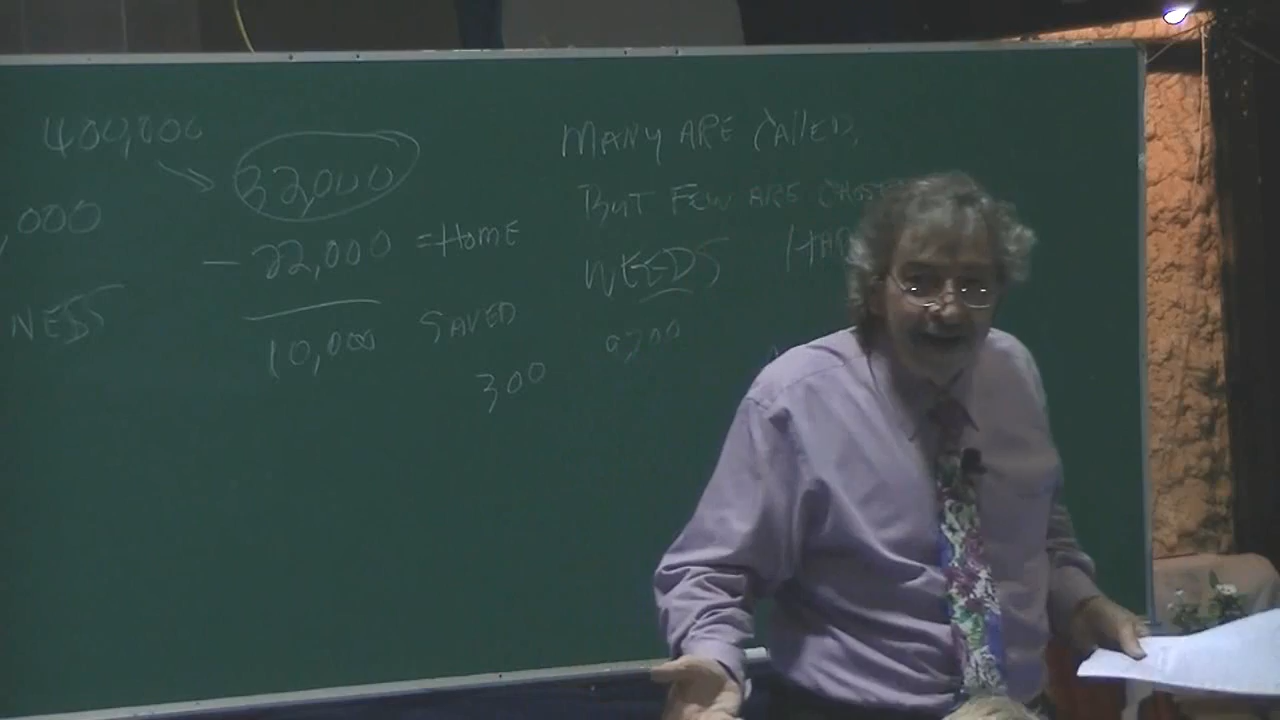 400,000
32,000
,000
- 22,000 = HOME
NESS
10,000 SAVED
300
MANY ARE CALLED,
BUT FEW ARE
WEEDS